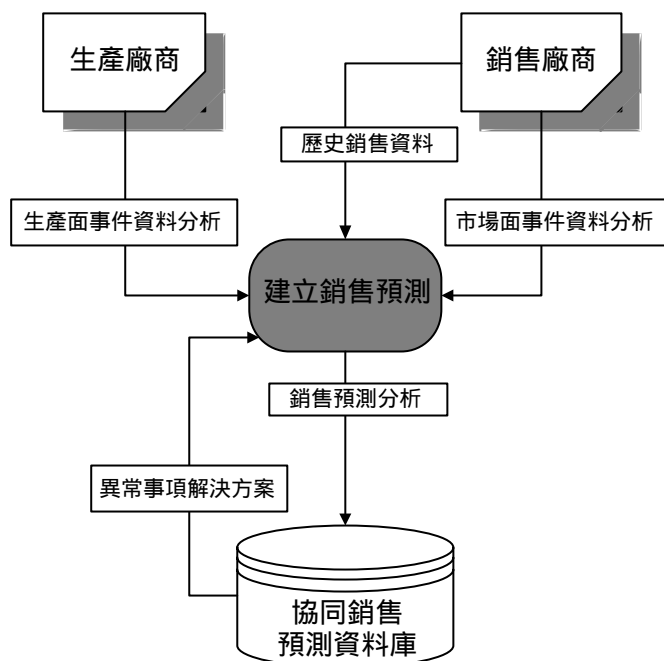 生產廠商
銷售廠商
歷史銷售資料
生產面事件資料分析
市場面事件資料分析
建立銷售預測
銷售預測分析
異常事項解決方案
協同銷售
預測資料庫